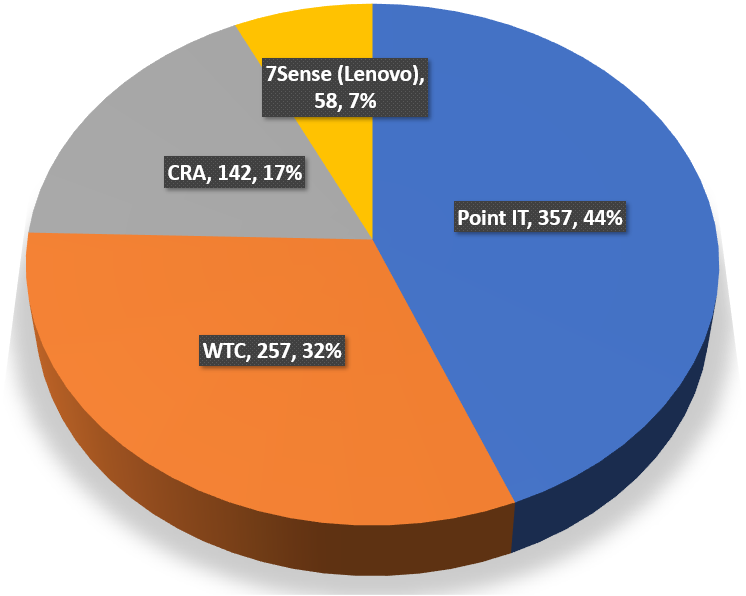 7Sense (Lenovo),
58, 7%
CRA, 142, 17%
Point IT, 357, 44%
WTC, 257, 32%